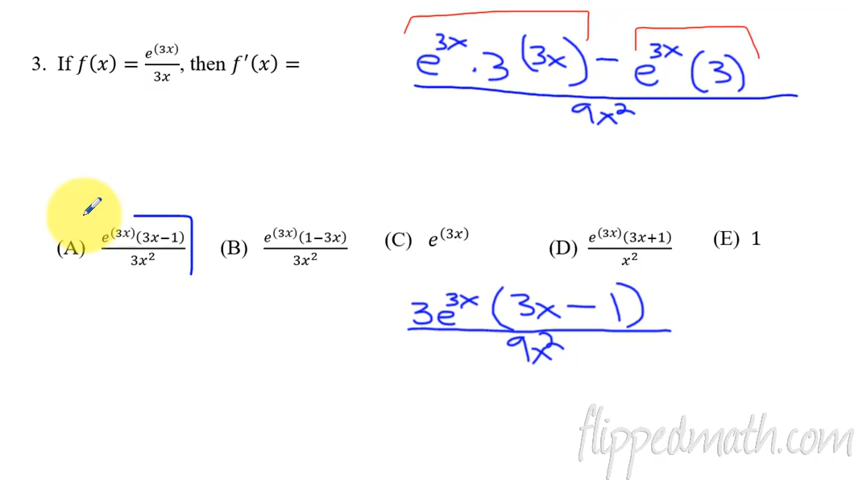 3. If f(x) = e^(3x)/3x, then f'(x) =
e^3x · 3 (3x) − e^3x (3)
9x²
(A) e^(3x)(3x−1)/3x² (B) e^(3x)(1−3x)/3x² (C) e^(3x) (D) e^(3x)(3x+1)/x² (E) 1
3e^3x (3x − 1)
9x²
flippedmath.com